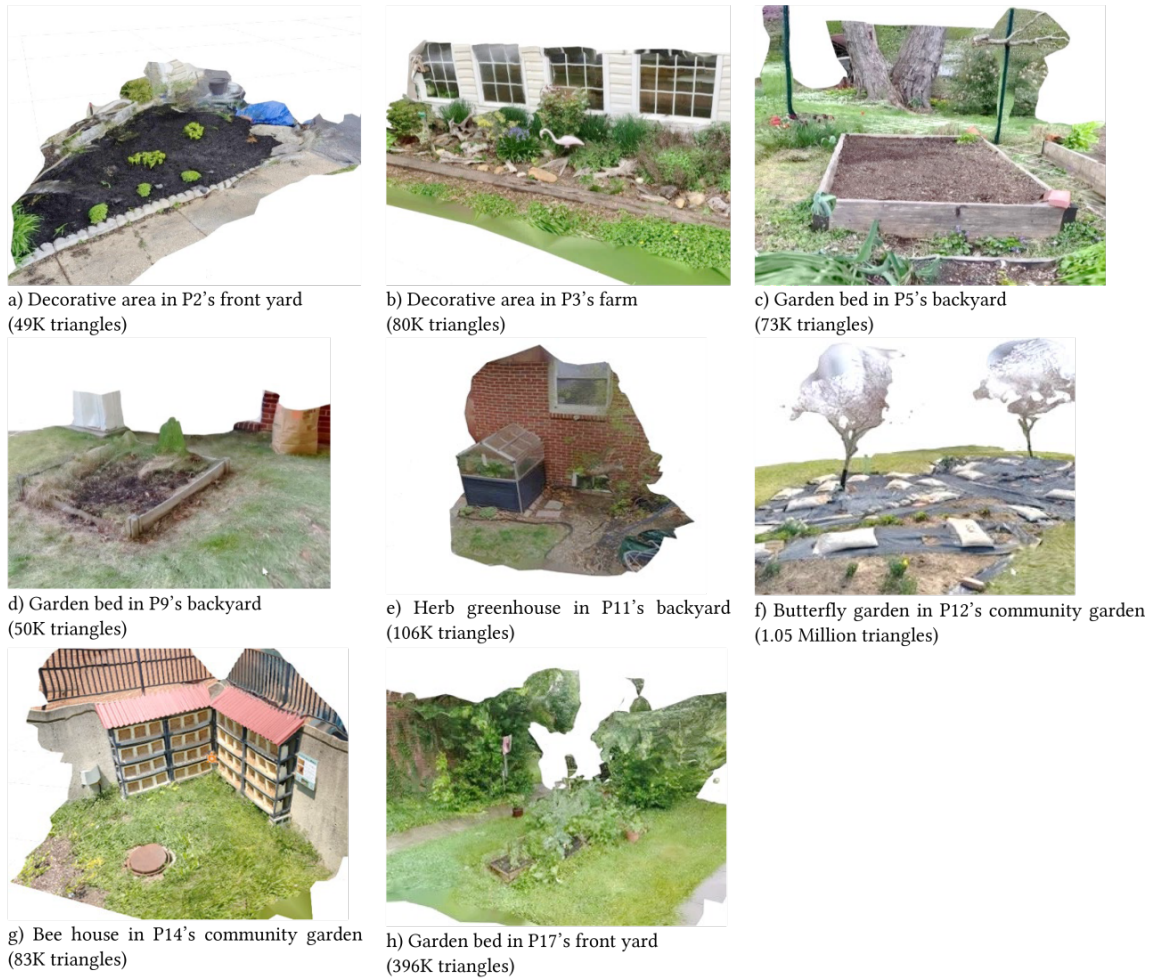 a) Decorative area in P2's front yard
(49K triangles)
b) Decorative area in P3's farm
(80K triangles)
c) Garden bed in P5's backyard
(73K triangles)
d) Garden bed in P9's backyard
(50K triangles)
e) Herb greenhouse in P11's backyard
(106K triangles)
f) Butterfly garden in P12's community garden
(1.05 Million triangles)
g) Bee house in P14's community garden
(83K triangles)
h) Garden bed in P17's front yard
(396K triangles)